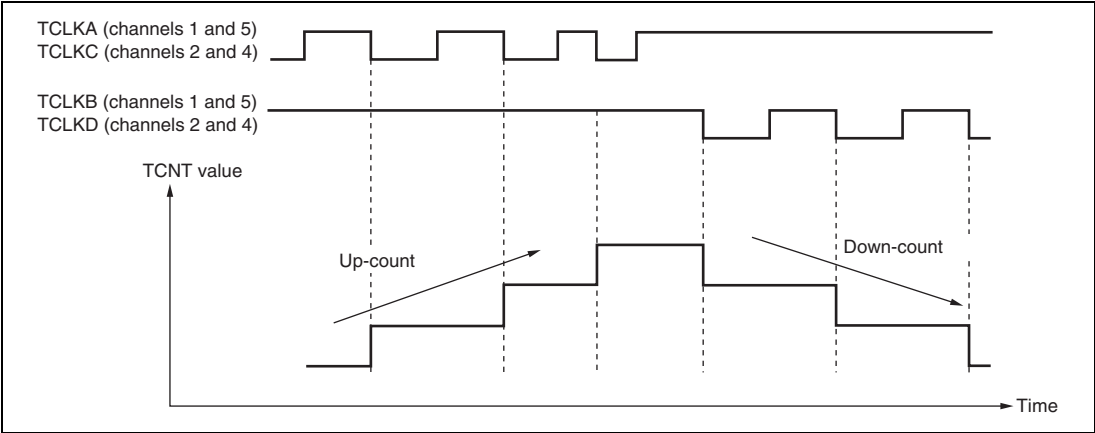 TCLKA (channels 1 and 5)
TCLKC (channels 2 and 4)
TCLKB (channels 1 and 5)
TCLKD (channels 2 and 4)
TCNT value
Up-count
Down-count
Time